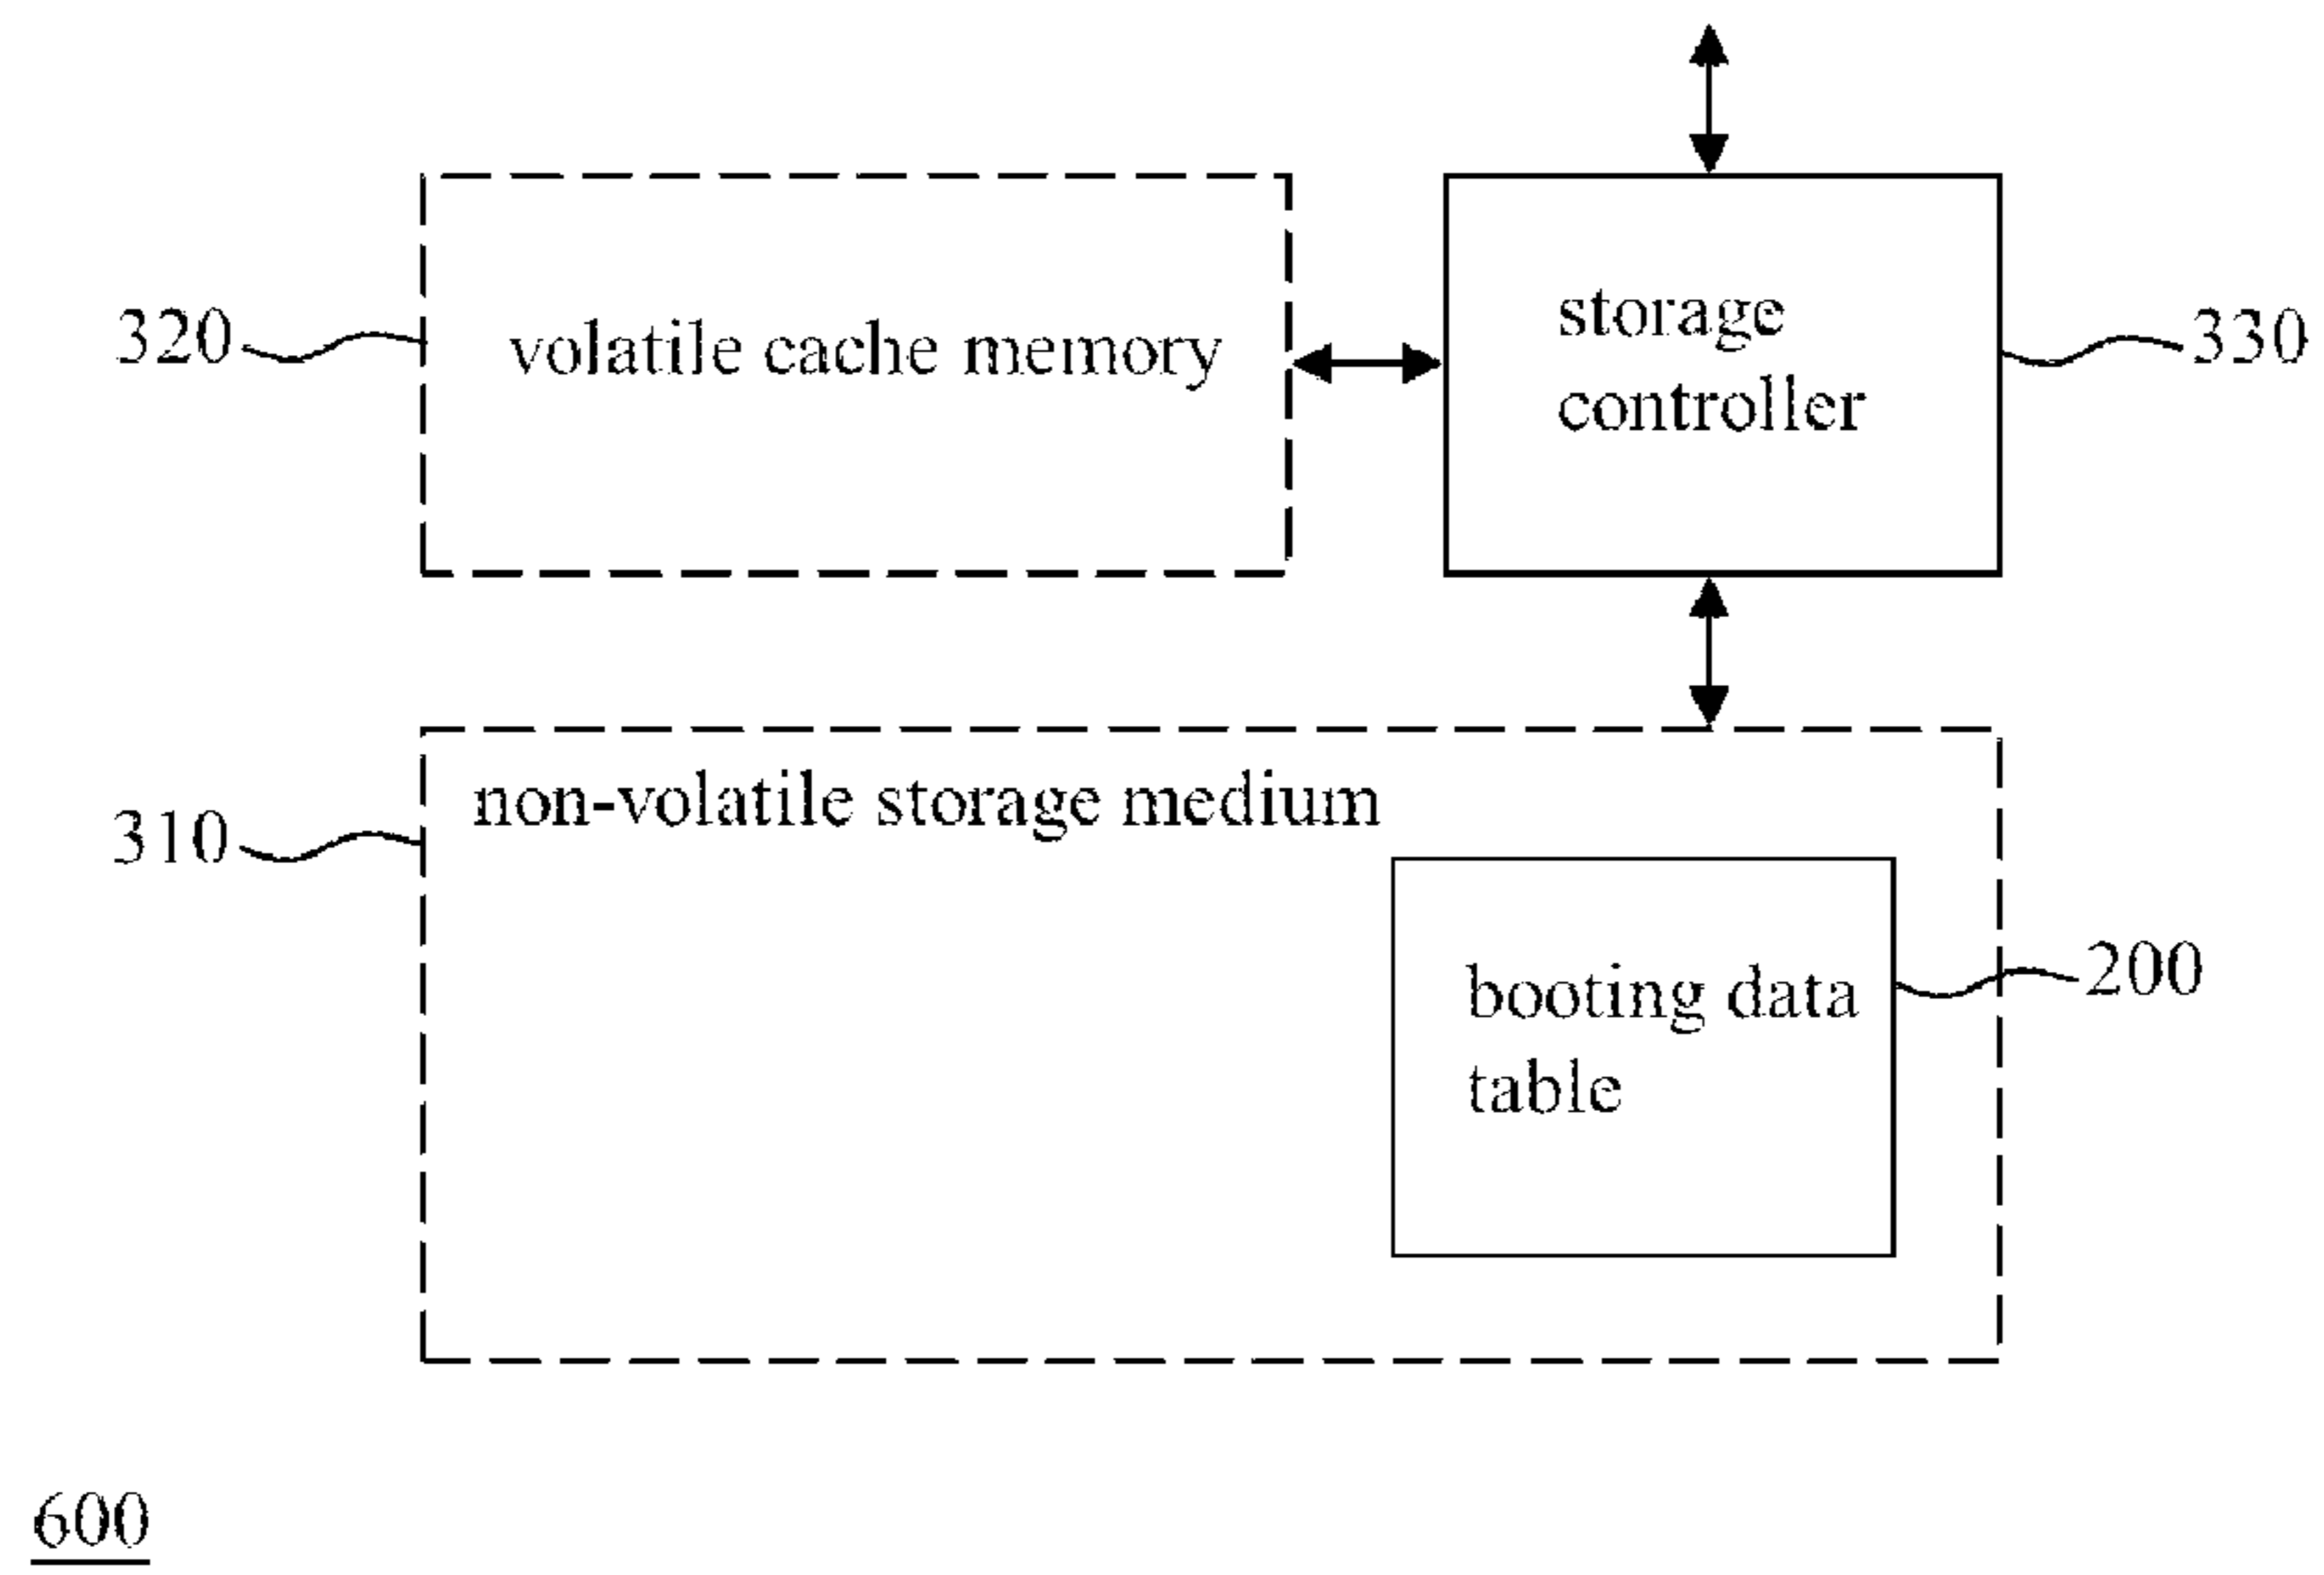 320
volatile cache memory
storage
controller
330
310
non-volatile storage medium
booting data
table
200
600